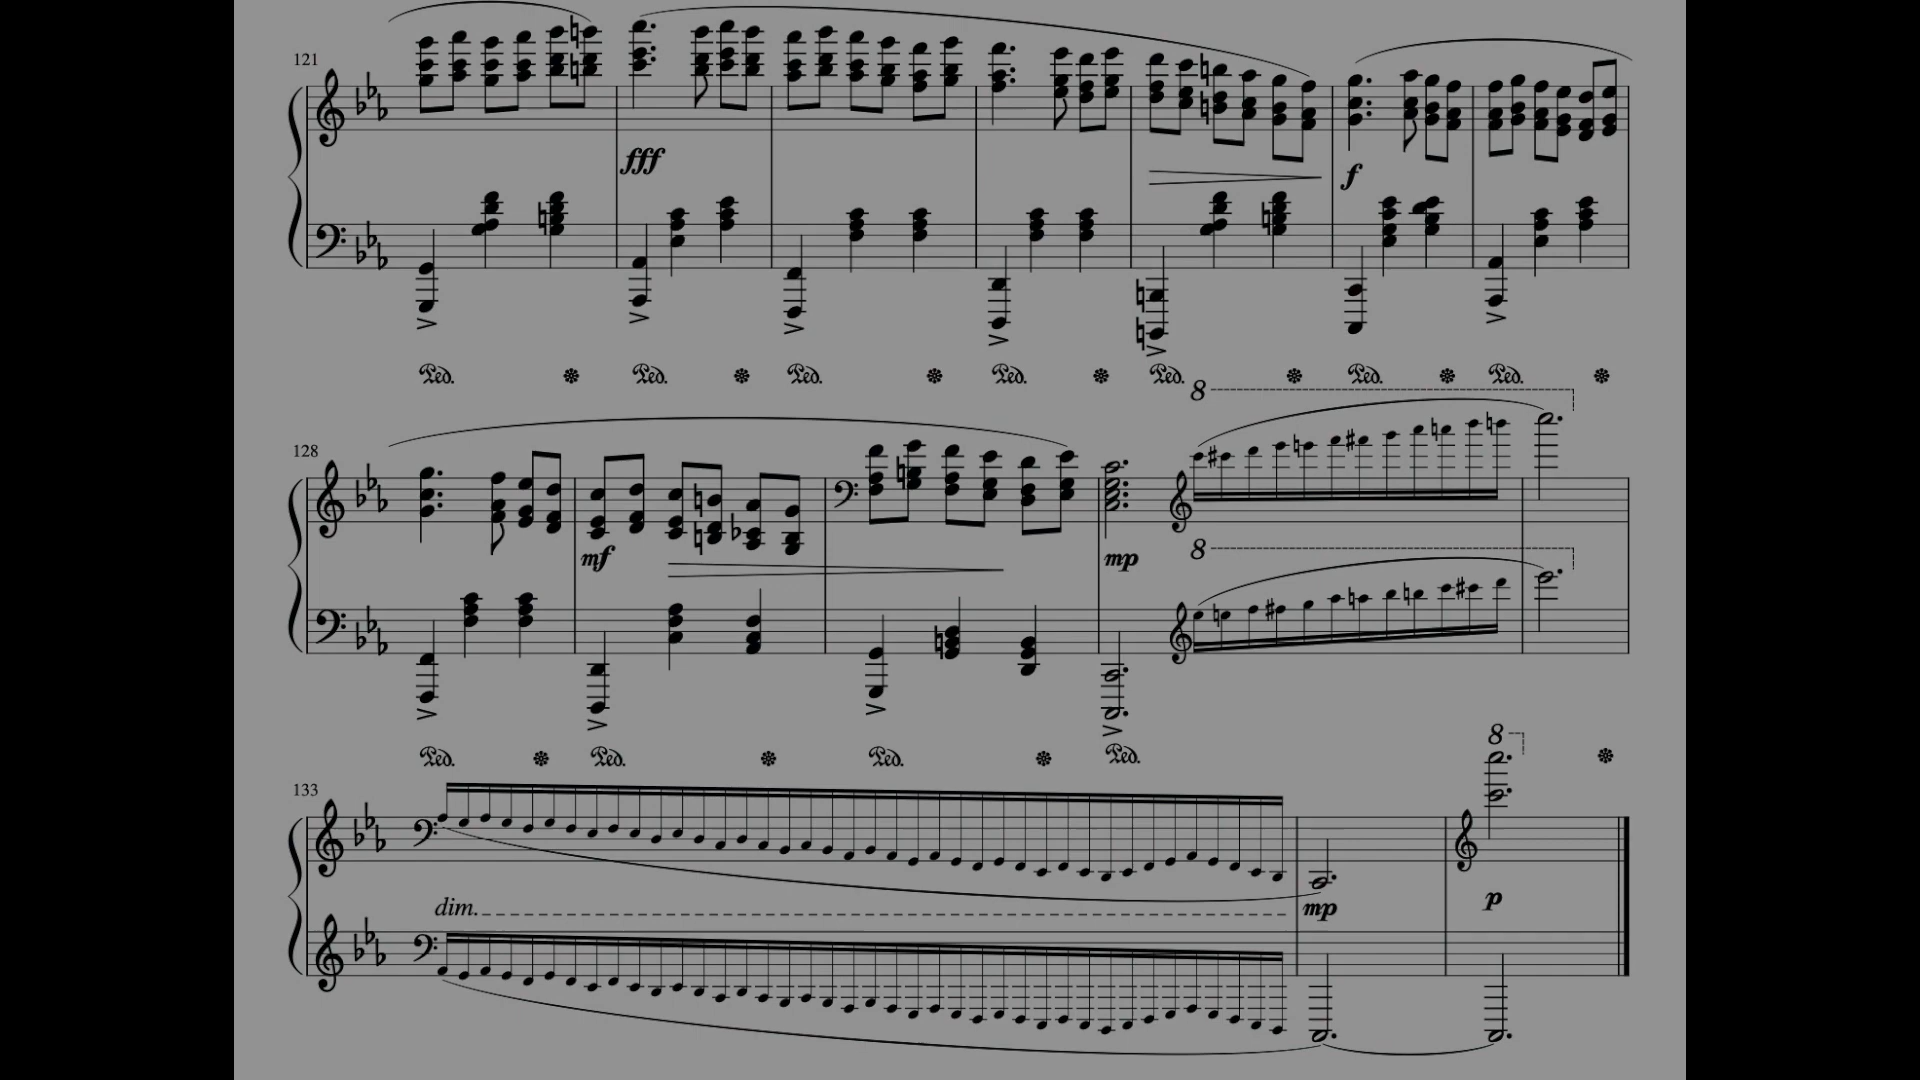 121
fff
f
Ped. Ped. Ped. Ped. Ped. Ped. Ped.
8
128
mf
mp
8
Ped. Ped. Ped. Ped.
8
133
dim.
mp
p